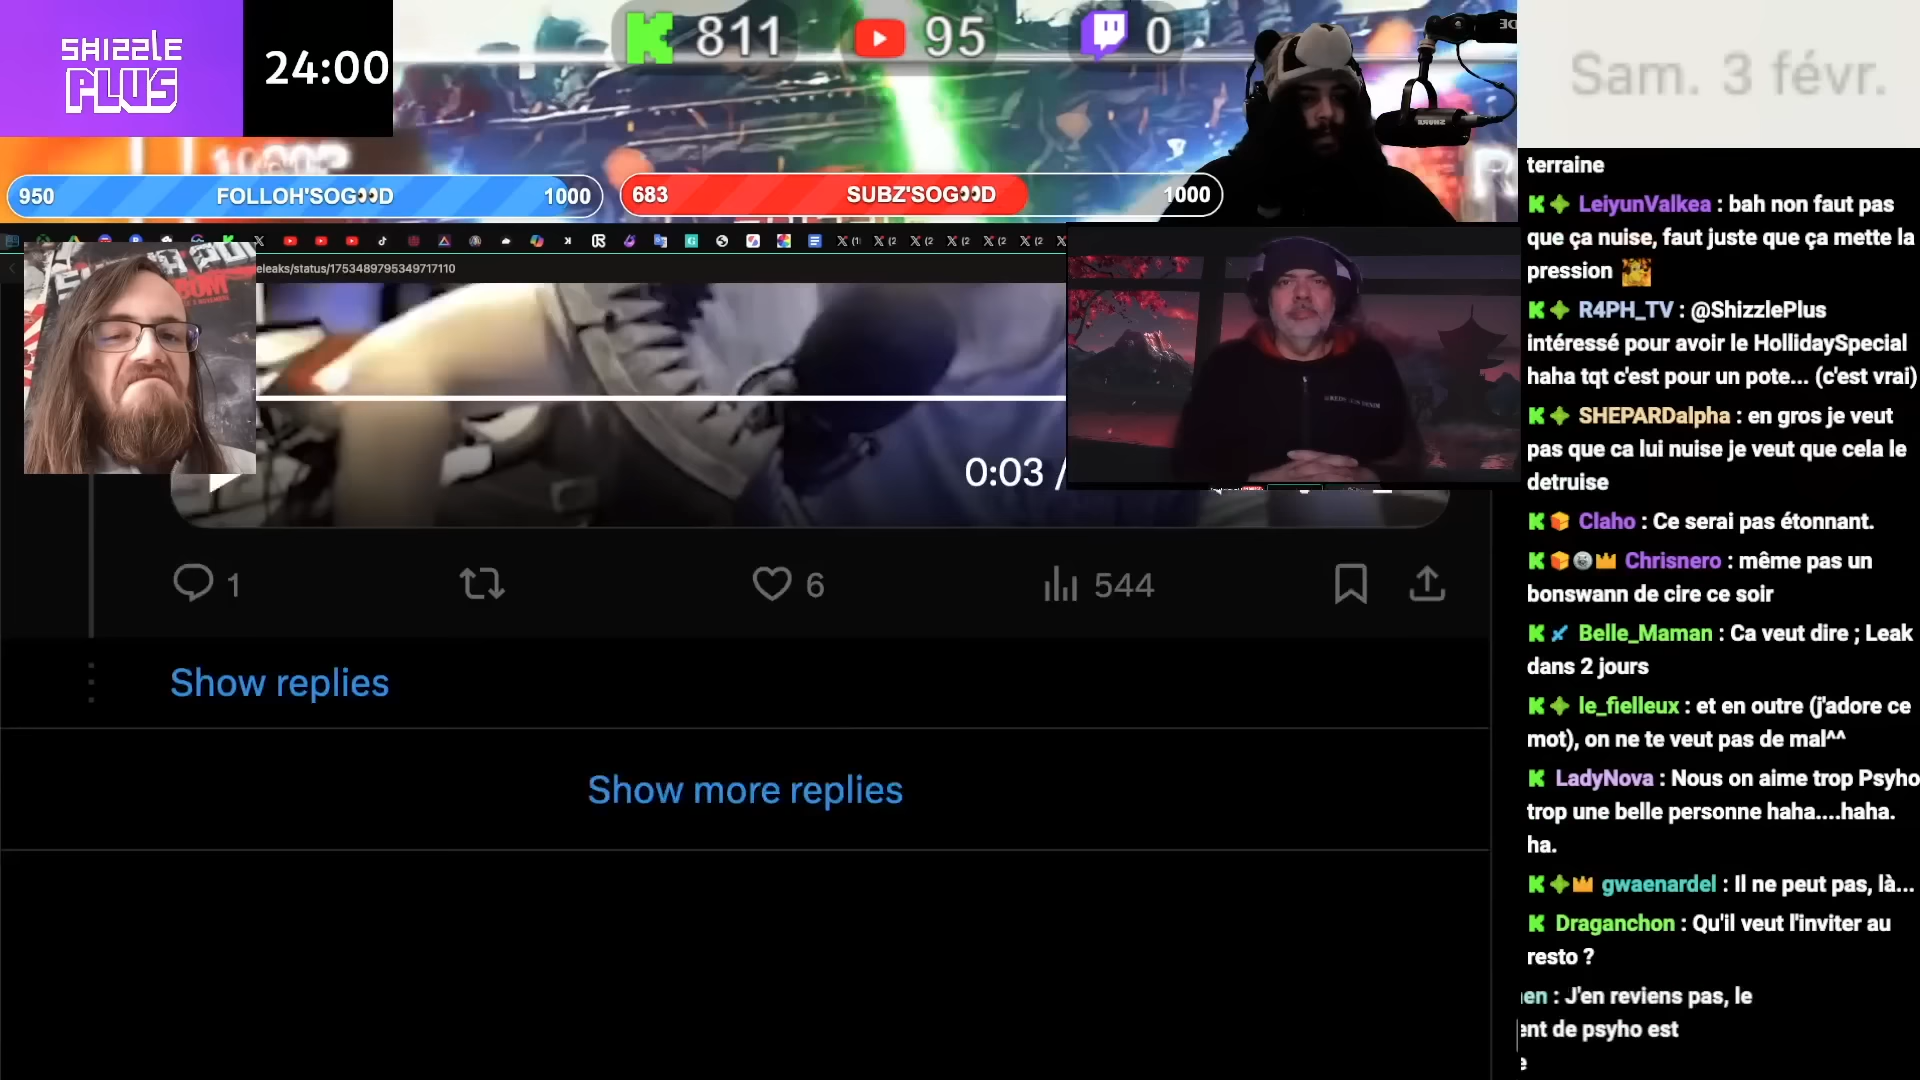 SHIZZLE
PLUS
24:00
811
95
0
Sam. 3 févr.
950
FOLLOH'SOG👀D
1000
683
SUBZ'SOG👀D
1000
eleaks/status/1753489795349717110
0:03 /
1
6
544
Show replies
Show more replies
terraine
LeiyunValkea : bah non faut pas
que ça nuise, faut juste que ça mette la
pression
R4PH_TV : @ShizzlePlus
intéressé pour avoir le HollidaySpecial
haha tqt c'est pour un pote... (c'est vrai)
SHEPARDalpha : en gros je veut
pas que ca lui nuise je veut que cela le
detruise
Claho : Ce serai pas étonnant.
Chrisnero : même pas un
bonswann de cire ce soir
Belle_Maman : Ca veut dire ; Leak
dans 2 jours
le_fielleux : et en outre (j'adore ce
mot), on ne te veut pas de mal^^
LadyNova : Nous on aime trop Psyho
trop une belle personne haha....haha.
ha.
gwaenardel : Il ne peut pas, là...
Draganchon : Qu'il veut l'inviter au
resto ?
en : J'en reviens pas, le
ent de psyho est
e